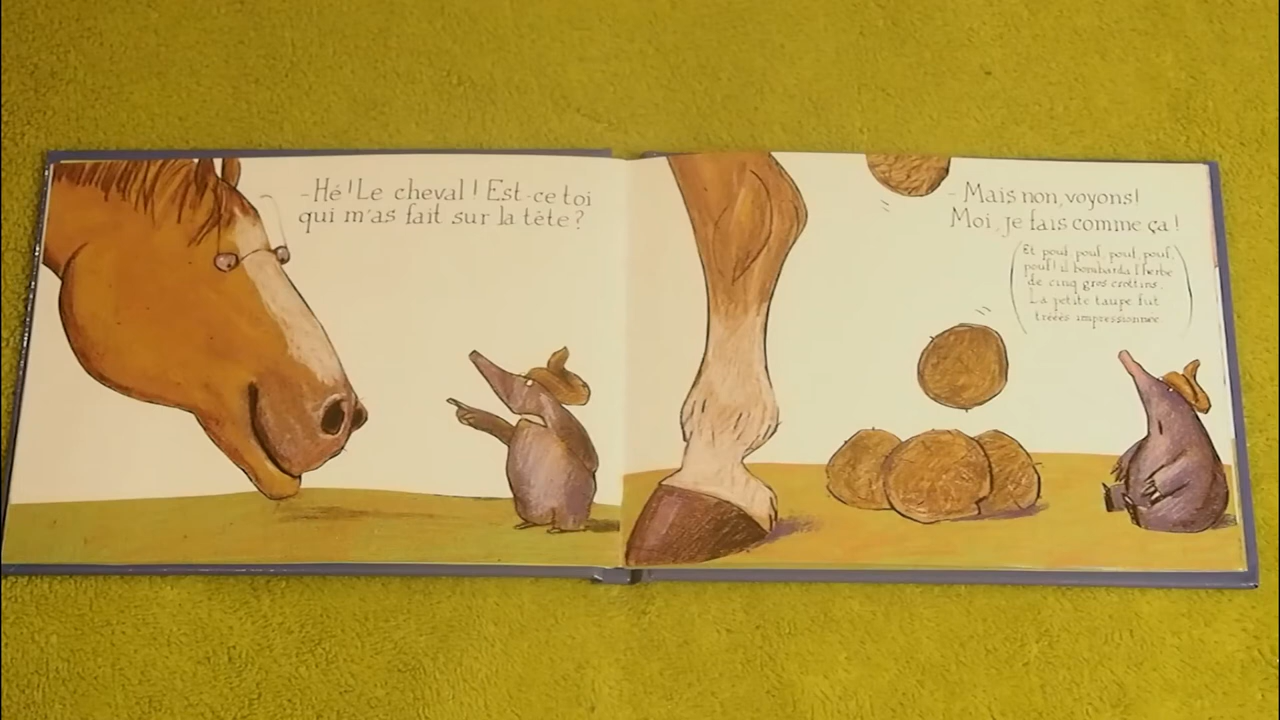 - Hé ! Le cheval ! Est-ce toi
qui m'as fait sur la tête ?
- Mais non, voyons !
Moi, je fais comme ça !
(Et pouf, pouf, pouf, pouf,
pouf ! il bombarda l'herbe
de cinq gros crottins.
La petite taupe fut
trééés impressionnée.)